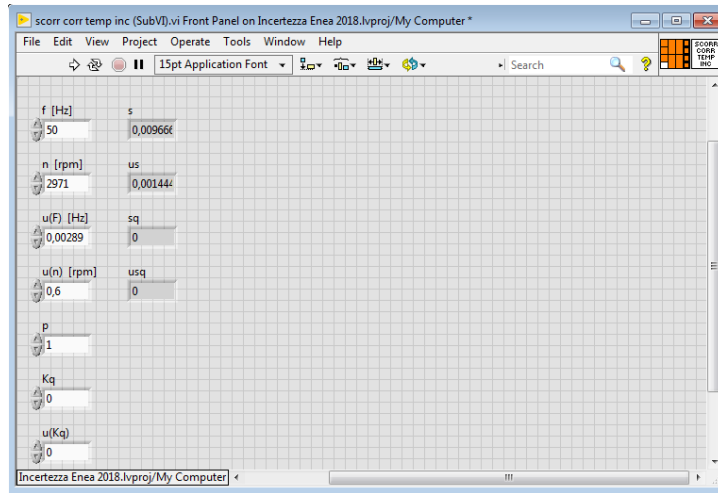 scorr corr temp inc (SubVI).vi Front Panel on Incertezza Enea 2018.lvproj/My Computer *
File Edit View Project Operate Tools Window Help
15pt Application Font Search ? SCORR
CORR
TEMP
INC
f [Hz] s
50 0,009666
n [rpm] us
2971 0,001444
u(F) [Hz] sq
0,00289 0
u(n) [rpm] usq
0,6 0
p
1
Kq
0
u(Kq)
0
Incertezza Enea 2018.lvproj/My Computer